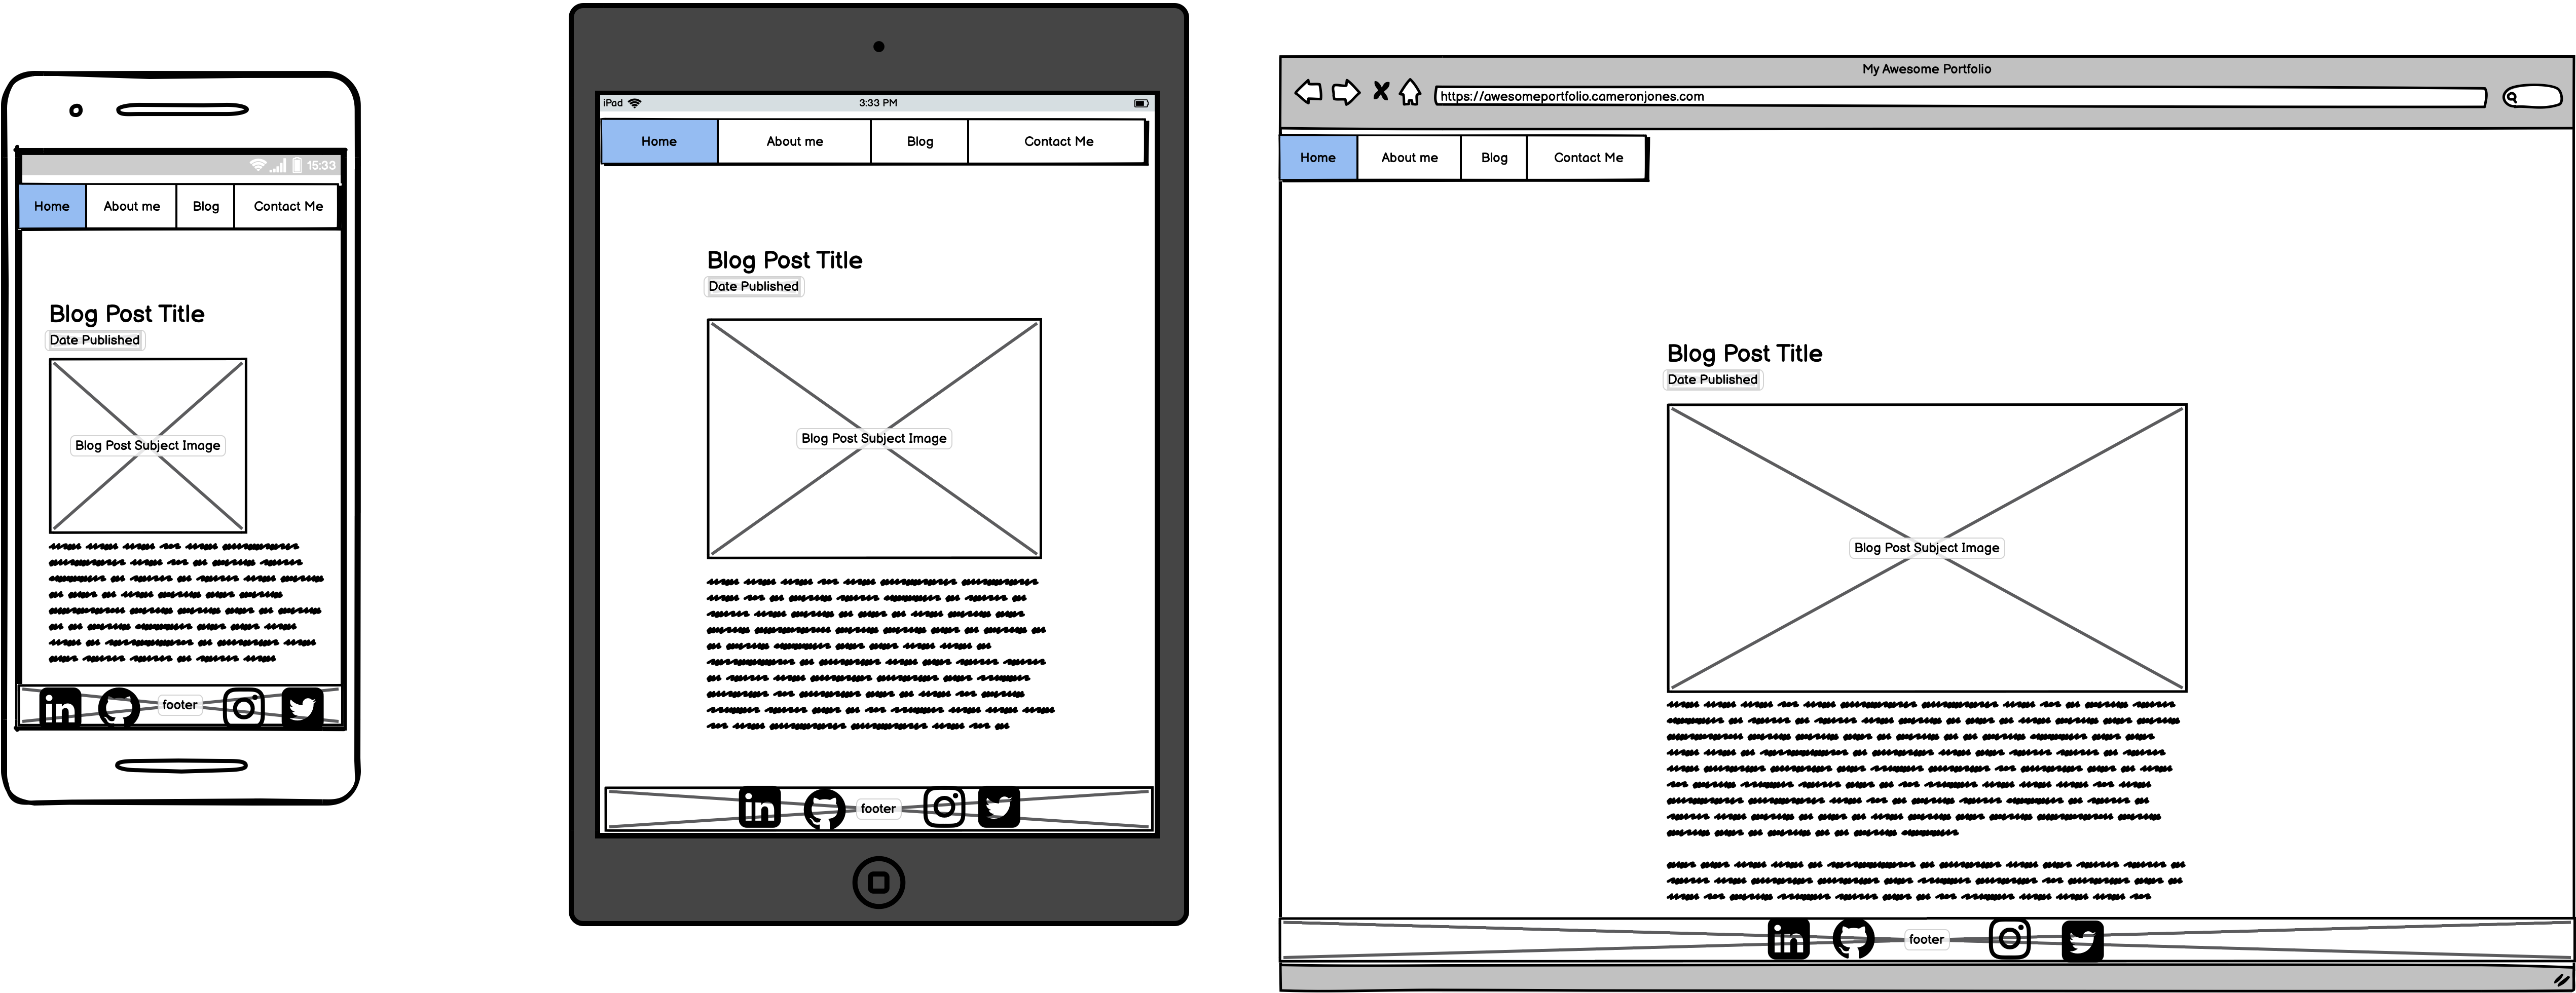 15:33
Home About me Blog Contact Me
Blog Post Title
Date Published
Blog Post Subject Image
in footer
iPad 3:33 PM
Home About me Blog Contact Me
Blog Post Title
Date Published
Blog Post Subject Image
in footer
My Awesome Portfolio
https://awesomeportfolio.cameronjones.com
Home About me Blog Contact Me
Blog Post Title
Date Published
Blog Post Subject Image
in footer